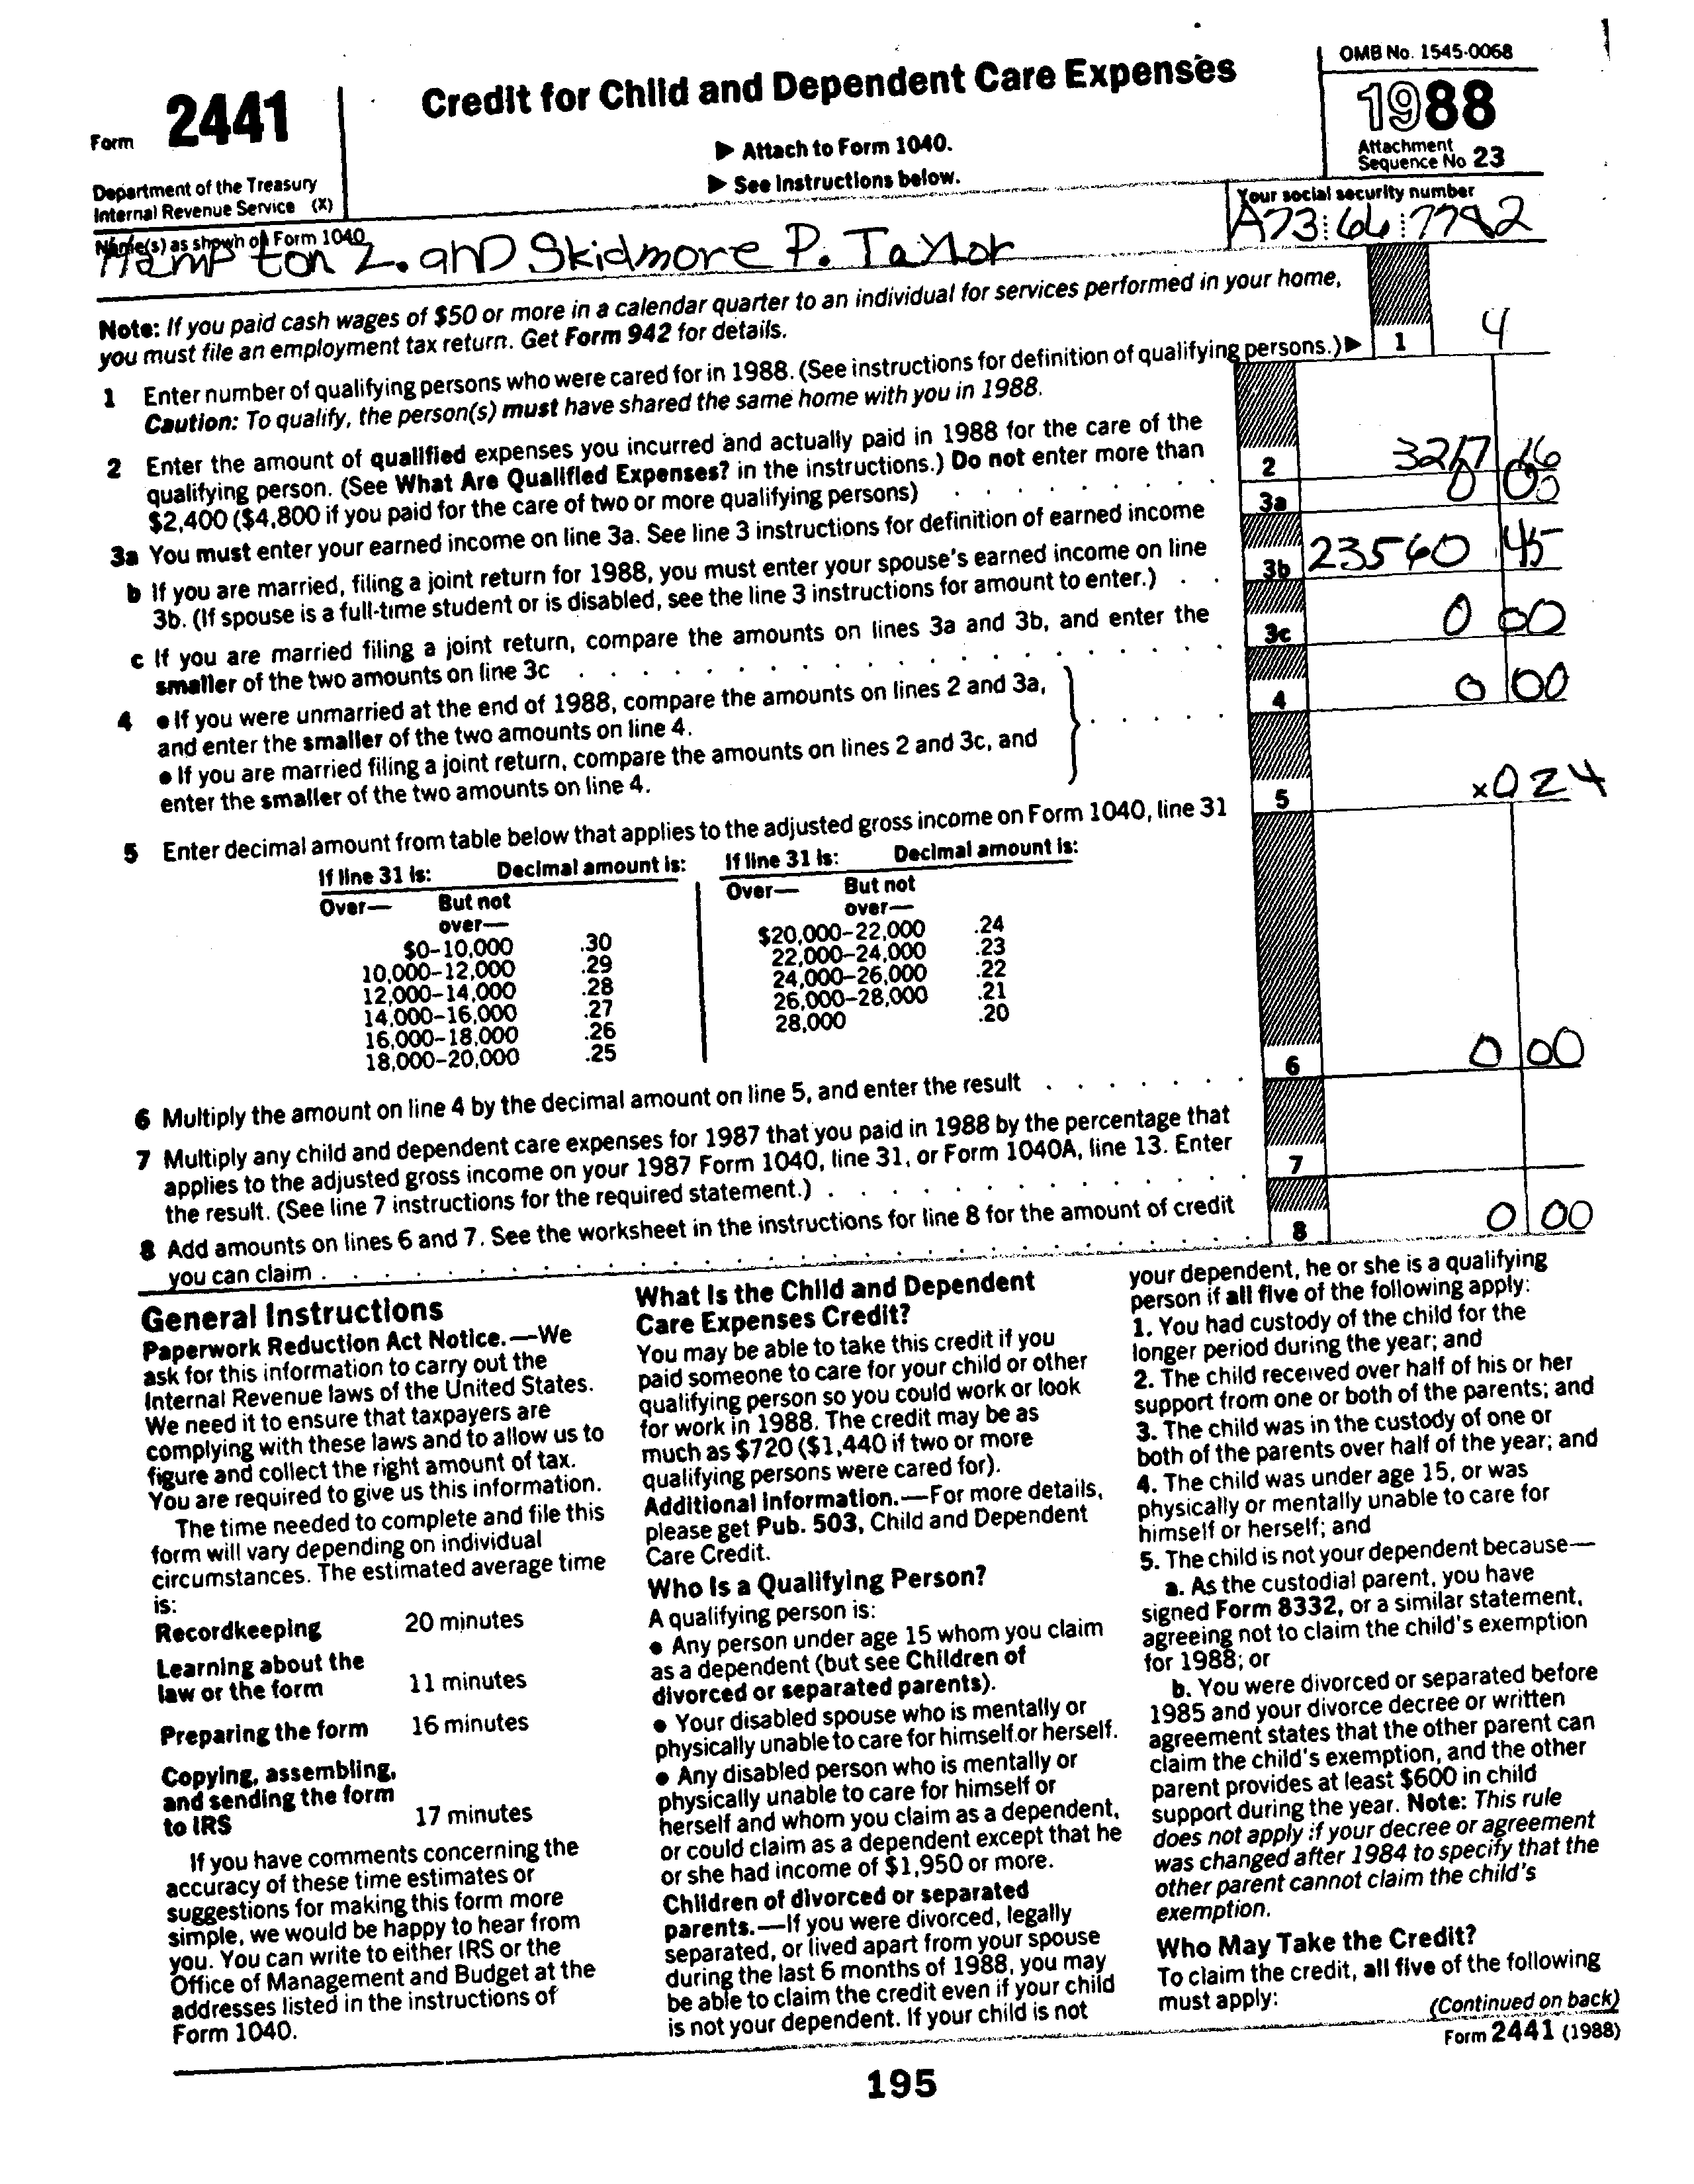 OMB No. 1545-0068
Form 2441
Credit for Child and Dependent Care Expenses
1988
▶ Attach to Form 1040.
▶ See Instructions below.
Attachment
Sequence No 23
Department of the Treasury
Internal Revenue Service (X)
Name(s) as shown on Form 1040
Your social security number
Hampton Z. and Skidmore P. Taylor
A73:66:7792
Note: If you paid cash wages of $50 or more in a calendar quarter to an individual for services performed in your home,
you must file an employment tax return. Get Form 942 for details.
1 Enter number of qualifying persons who were cared for in 1988. (See instructions for definition of qualifying persons.) ▶ 1 4
Caution: To qualify, the person(s) must have shared the same home with you in 1988.
2 Enter the amount of qualified expenses you incurred and actually paid in 1988 for the care of the
qualifying person. (See What Are Qualified Expenses? in the instructions.) Do not enter more than
$2,400 ($4,800 if you paid for the care of two or more qualifying persons) . . . . . . . . 2 3217 16
3a You must enter your earned income on line 3a. See line 3 instructions for definition of earned income 3a 0 00
b If you are married, filing a joint return for 1988, you must enter your spouse's earned income on line
3b. (If spouse is a full-time student or is disabled, see the line 3 instructions for amount to enter.) . . 3b 23560 45
c If you are married filing a joint return, compare the amounts on lines 3a and 3b, and enter the
smaller of the two amounts on line 3c . . . . . . . . . . . . . . . . . . 3c 0 00
4 ● If you were unmarried at the end of 1988, compare the amounts on lines 2 and 3a,
and enter the smaller of the two amounts on line 4.
● If you are married filing a joint return, compare the amounts on lines 2 and 3c, and
enter the smaller of the two amounts on line 4. . . . . . 4 0 00
5 Enter decimal amount from table below that applies to the adjusted gross income on Form 1040, line 31 5 x 0 24
If line 31 is: Decimal amount is: If line 31 is: Decimal amount is:
Over— But not over— Over— But not over—
$0–10,000 .30 $20,000–22,000 .24
10,000–12,000 .29 22,000–24,000 .23
12,000–14,000 .28 24,000–26,000 .22
14,000–16,000 .27 26,000–28,000 .21
16,000–18,000 .26 28,000 .20
18,000–20,000 .25
6 Multiply the amount on line 4 by the decimal amount on line 5, and enter the result . . . . . . . 6 0 00
7 Multiply any child and dependent care expenses for 1987 that you paid in 1988 by the percentage that
applies to the adjusted gross income on your 1987 Form 1040, line 31, or Form 1040A, line 13. Enter
the result. (See line 7 instructions for the required statement.) . . . . . . . . . . . . . 7
8 Add amounts on lines 6 and 7. See the worksheet in the instructions for line 8 for the amount of credit
you can claim . . . . . . . . . . . . . . . . . . . . . . 8 0 00
General Instructions
Paperwork Reduction Act Notice.—We
ask for this information to carry out the
Internal Revenue laws of the United States.
We need it to ensure that taxpayers are
complying with these laws and to allow us to
figure and collect the right amount of tax.
You are required to give us this information.
The time needed to complete and file this
form will vary depending on individual
circumstances. The estimated average time
is:
Recordkeeping 20 minutes
Learning about the
law or the form 11 minutes
Preparing the form 16 minutes
Copying, assembling,
and sending the form
to IRS 17 minutes
If you have comments concerning the
accuracy of these time estimates or
suggestions for making this form more
simple, we would be happy to hear from
you. You can write to either IRS or the
Office of Management and Budget at the
addresses listed in the instructions of
Form 1040.
What Is the Child and Dependent
Care Expenses Credit?
You may be able to take this credit if you
paid someone to care for your child or other
qualifying person so you could work or look
for work in 1988. The credit may be as
much as $720 ($1,440 if two or more
qualifying persons were cared for).
Additional Information.—For more details,
please get Pub. 503, Child and Dependent
Care Credit.
Who Is a Qualifying Person?
A qualifying person is:
● Any person under age 15 whom you claim
as a dependent (but see Children of
divorced or separated parents).
● Your disabled spouse who is mentally or
physically unable to care for himself or herself.
● Any disabled person who is mentally or
physically unable to care for himself or
herself and whom you claim as a dependent,
or could claim as a dependent except that he
or she had income of $1,950 or more.
Children of divorced or separated
parents.—If you were divorced, legally
separated, or lived apart from your spouse
during the last 6 months of 1988, you may
be able to claim the credit even if your child
is not your dependent. If your child is not
your dependent, he or she is a qualifying
person if all five of the following apply:
1. You had custody of the child for the
longer period during the year; and
2. The child received over half of his or her
support from one or both of the parents; and
3. The child was in the custody of one or
both of the parents over half of the year; and
4. The child was under age 15, or was
physically or mentally unable to care for
himself or herself; and
5. The child is not your dependent because—
a. As the custodial parent, you have
signed Form 8332, or a similar statement,
agreeing not to claim the child's exemption
for 1988; or
b. You were divorced or separated before
1985 and your divorce decree or written
agreement states that the other parent can
claim the child's exemption, and the other
parent provides at least $600 in child
support during the year. Note: This rule
does not apply if your decree or agreement
was changed after 1984 to specify that the
other parent cannot claim the child's
exemption.
Who May Take the Credit?
To claim the credit, all five of the following
must apply:
(Continued on back)
Form 2441 (1988)
195